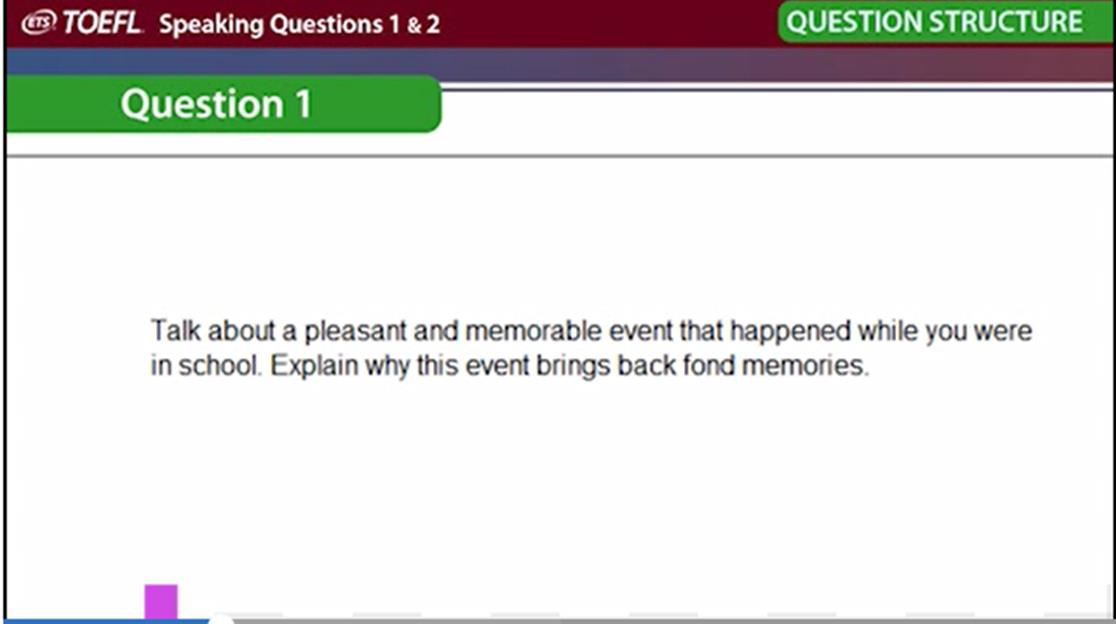 ETS TOEFL Speaking Questions 1 & 2
QUESTION STRUCTURE
Question 1
Talk about a pleasant and memorable event that happened while you were
in school. Explain why this event brings back fond memories.